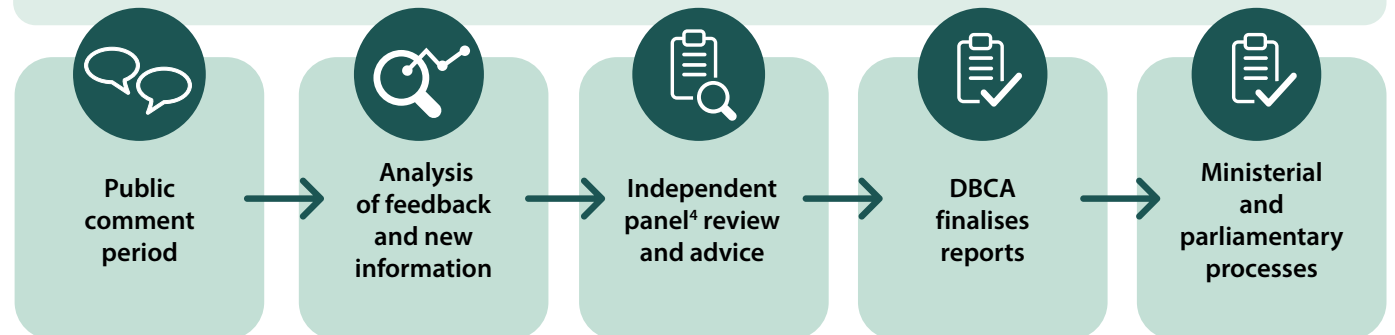 Public
comment
period
Analysis
of feedback
and new
information
Independent
panel⁴ review
and advice
DBCA
finalises
reports
Ministerial
and
parliamentary
processes